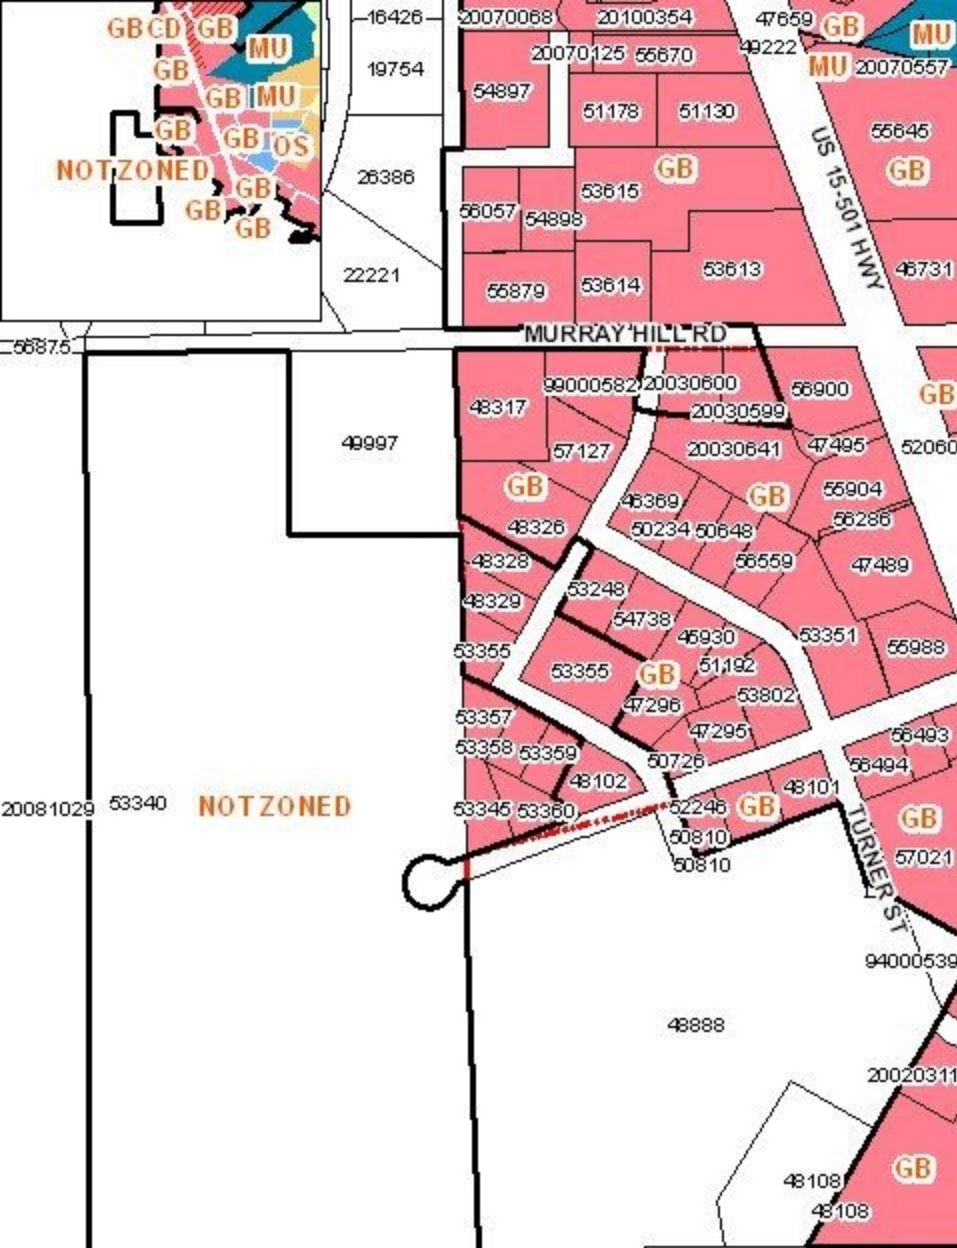 GB CD GB
MU
GB
GB MU
GB
GB OS
NOT ZONED
GB
GB
GB
16426
19754
26386
22221
20070068
20100354
47659
GB
MU
20070125
55670
49222
MU
20070557
54897
51178
51130
55645
GB
GB
53615
56057
54898
US 15-501 HWY
53613
46731
55879
53614
MURRAY HILL RD
56875
48317
99000582
20030600
56900
GB
20030599
49997
57127
20030641
47495
52060
GB
GB
55904
46369
48326
50234
50648
56286
48328
56559
47489
48329
53248
54738
45930
53351
55988
53355
53355
51192
GB
53802
47296
53357
47295
56493
53358
53359
50726
56494
48102
48101
20081029
53340
NOT ZONED
53345
53360
52246
GB
GB
50810
57021
50810
TURNER ST
94000539
48888
20020311
GB
48108
48108